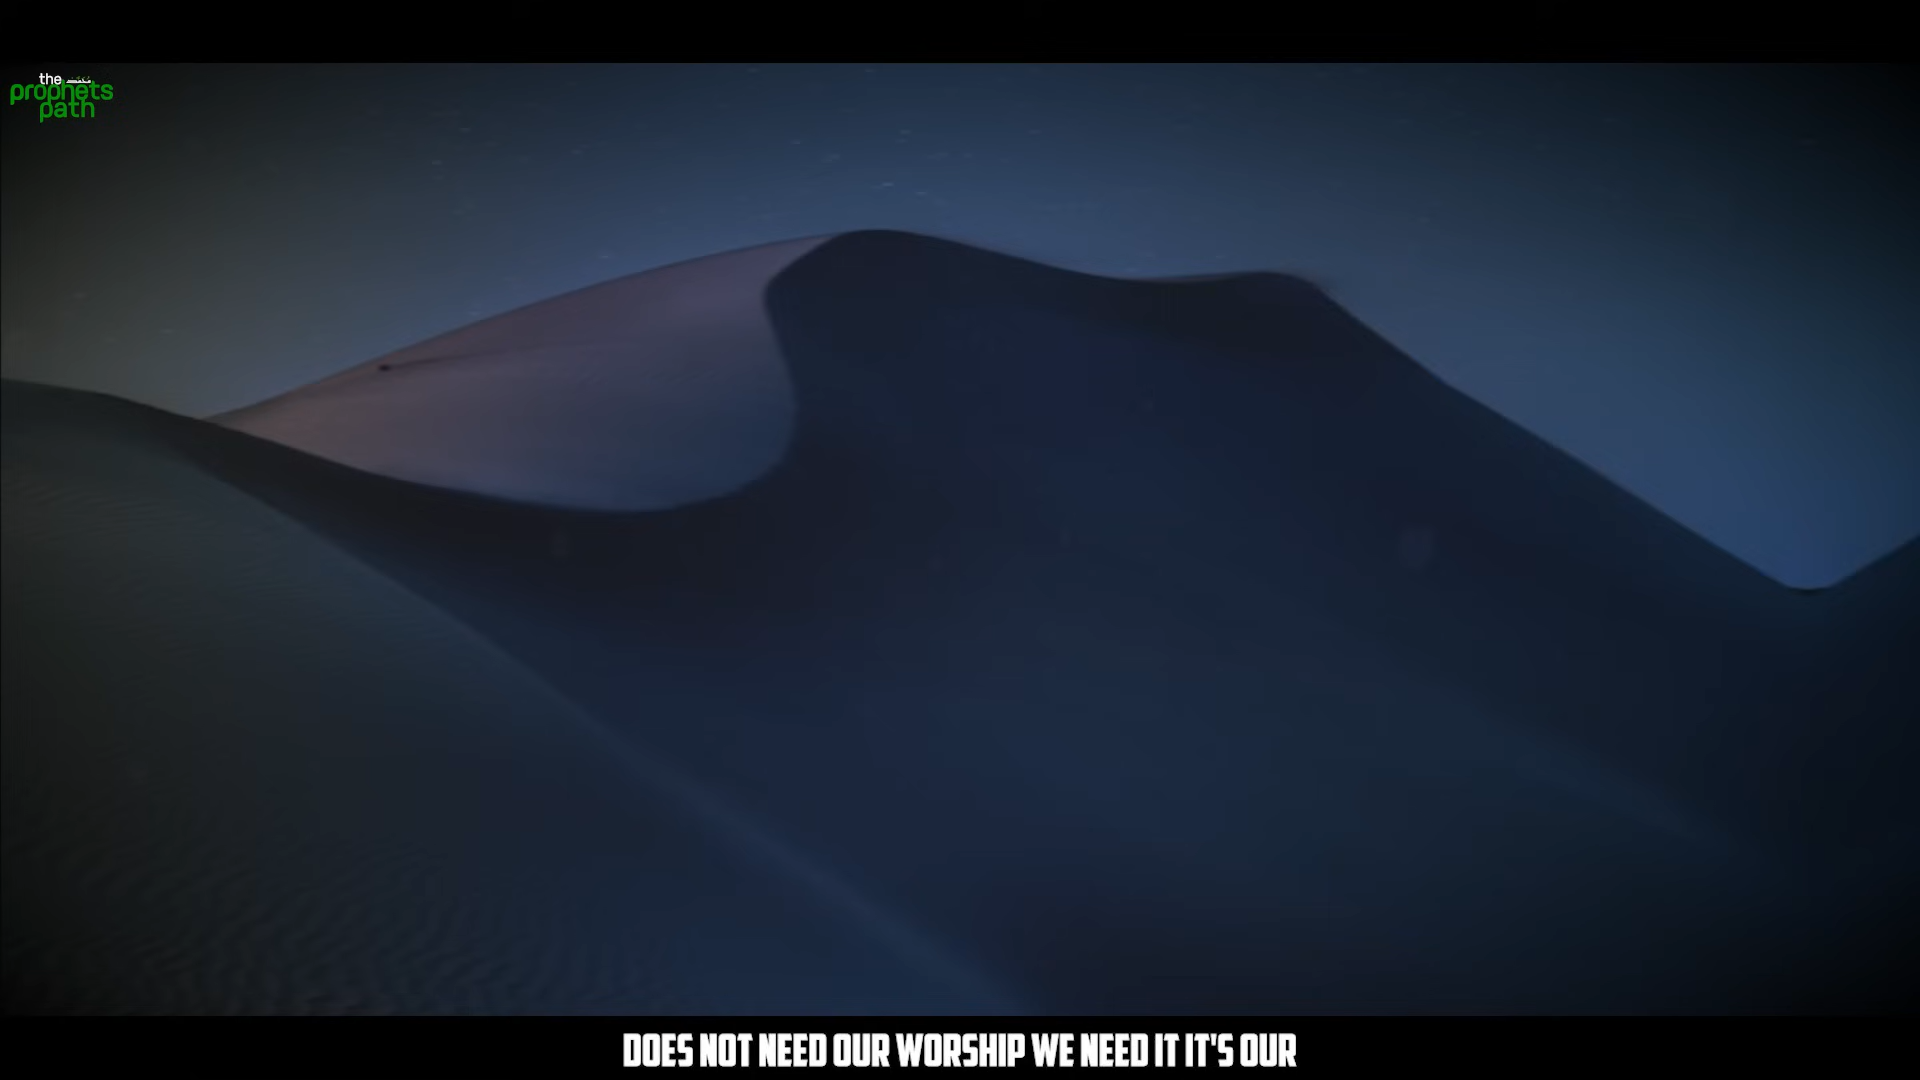 the
prophets
path
DOES NOT NEED OUR WORSHIP WE NEED IT IT'S OUR